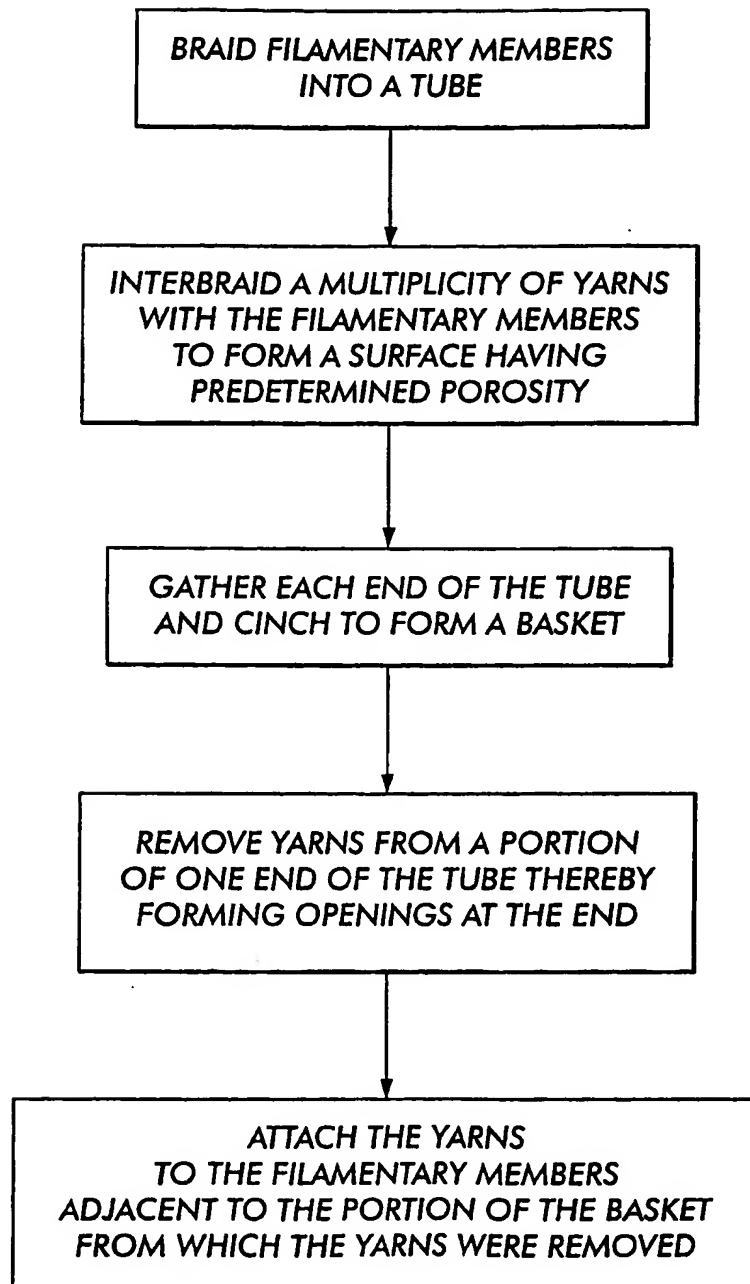 BRAID FILAMENTARY MEMBERS
INTO A TUBE
INTERBRAID A MULTIPLICITY OF YARNS
WITH THE FILAMENTARY MEMBERS
TO FORM A SURFACE HAVING
PREDETERMINED POROSITY
GATHER EACH END OF THE TUBE
AND CINCH TO FORM A BASKET
REMOVE YARNS FROM A PORTION
OF ONE END OF THE TUBE THEREBY
FORMING OPENINGS AT THE END
ATTACH THE YARNS
TO THE FILAMENTARY MEMBERS
ADJACENT TO THE PORTION OF THE BASKET
FROM WHICH THE YARNS WERE REMOVED